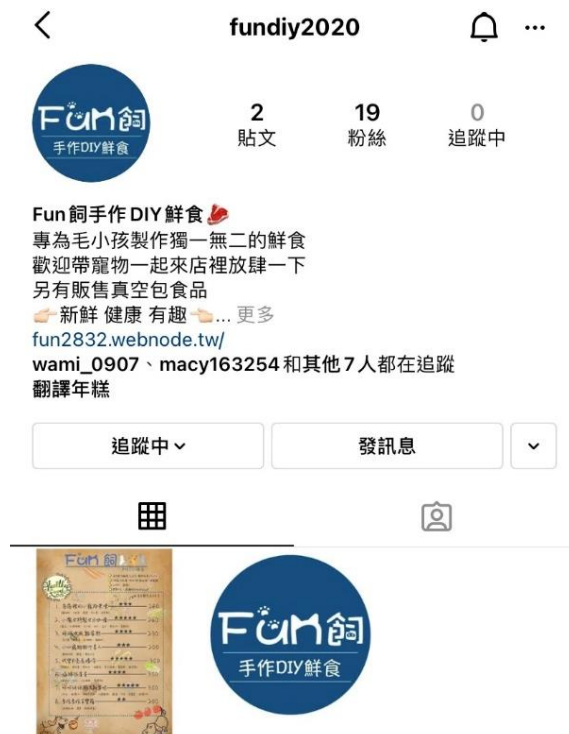 fundiy2020
Fun飼
手作DIY鮮食
2
19
0
貼文
粉絲
追蹤中
Fun飼手作DIY鮮食🥩
專為毛小孩製作獨一無二的鮮食
歡迎帶寵物一起來店裡放肆一下
另有販售真空包食品
👉🏻新鮮 健康 有趣👈🏻... 更多
fun2832.webnode.tw/
wami_0907、macy163254和其他7人都在追蹤
翻譯年糕
追蹤中
發訊息
Fun飼
Fun飼
手作DIY鮮食